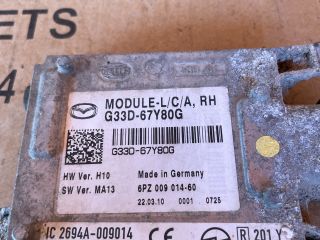 ETS
MODULE-L/C/A, RH
G33D-67Y80G
G33D-67Y80G
HW Ver. H10 Made in Germany
SW Ver. MA13 6PZ 009 014-60
22.03.10 0001 0725
IC 2694A-009014
CE
R 201 Y